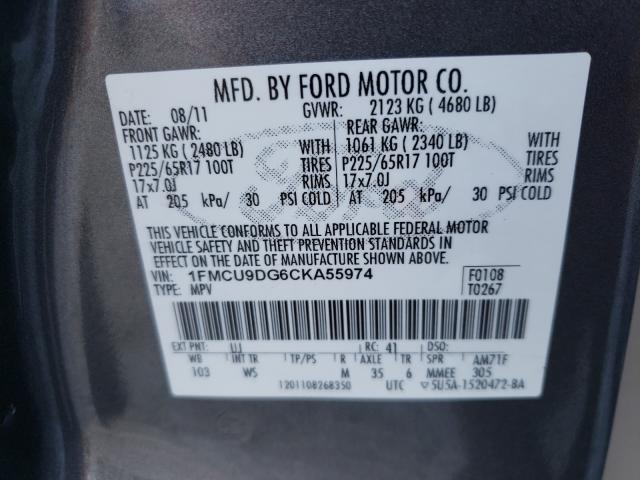 MFD. BY FORD MOTOR CO.
DATE: 08/11 GVWR: 2123 KG ( 4680 LB)
FRONT GAWR: REAR GAWR:
1125 KG ( 2480 LB) WITH 1061 KG ( 2340 LB) WITH
P225/65R17 100T TIRES P225/65R17 100T TIRES
17x7.0J RIMS 17x7.0J RIMS
AT 205 kPa/ 30 PSI COLD AT 205 kPa/ 30 PSI COLD
THIS VEHICLE CONFORMS TO ALL APPLICABLE FEDERAL MOTOR
VEHICLE SAFETY AND THEFT PREVENTION STANDARDS IN
EFFECT ON THE DATE OF MANUFACTURE SHOWN ABOVE.
VIN: 1FMCU9DG6CKA55974 F0108
TYPE: MPV T0267
EXT PNT: UJ RC: 41 DSO:
WB INT TR TP/PS R AXLE TR SPR AM71F
103 WS M 35 6 MMEE 305
1201108268350 UTC 5U5A-1520472-BA